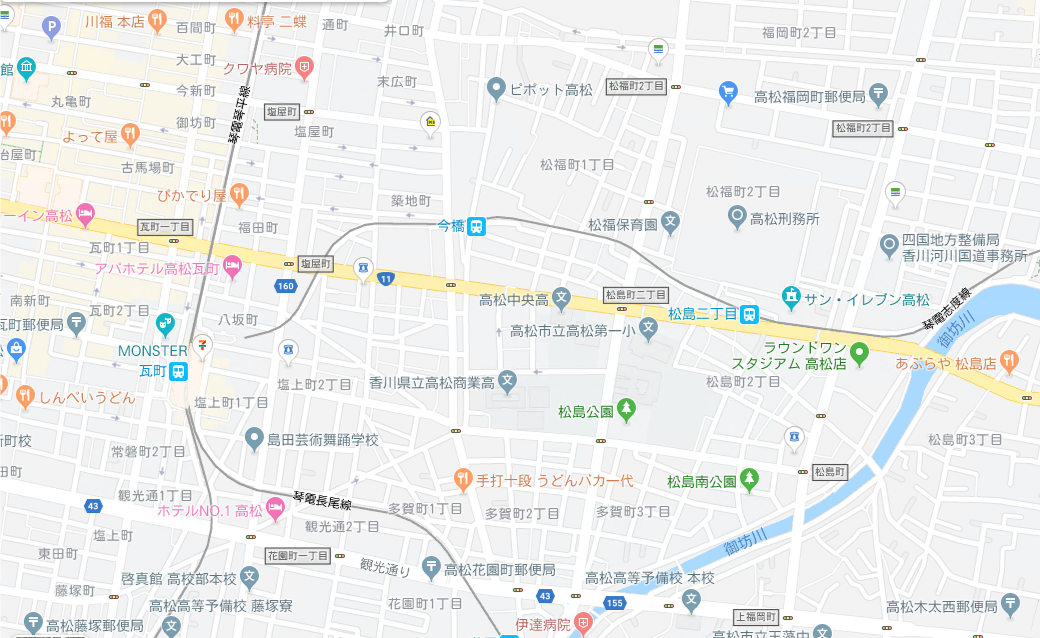 川福 本店
百間町
料亭 二蝶
通町
井口町
福岡町2丁目
大工町
館
クワヤ病院
末広町
ピボット高松
松福町2丁目
高松福岡町郵便局
今新町
丸亀町
琴電琴平線
塩屋町
御坊町
塩屋町
松福町2丁目
よって屋
冶屋町
古馬場町
松福町1丁目
びかでり屋
築地町
松福町2丁目
ーイン高松
瓦町一丁目
福田町
今橋
松福保育園
高松刑務所
瓦町1丁目
四国地方整備局
香川河川国道事務所
アパホテル高松瓦町
塩屋町
11
160
高松中央高
松島町二丁目
サン・イレブン高松
南新町
瓦町2丁目
八坂町
松島二丁目
琴電志度線
御坊川
瓦町郵便局
高松市立高松第一小
MONSTER
瓦町
ラウンドワン
スタジアム 高松店
あぶらや 松島店
塩上町2丁目
香川県立高松商業高
松島町2丁目
しんぺいうどん
塩上町1丁目
松島公園
新町校
島田芸術舞踊学校
松島町3丁目
常磐町2丁目
田町
手打十段 うどんバカ一代
松島南公園
松島町
観光通1丁目
琴電長尾線
43
ホテルNO.1 高松
多賀町1丁目
多賀町2丁目
多賀町3丁目
観光通2丁目
塩上町
御坊川
東田町
花園町一丁目
観光通り
高松花園町郵便局
啓真館 高校部本校
高松高等予備校 本校
藤塚町
高松高等予備校 藤塚寮
花園町1丁目
43
155
高松木太西郵便局
高松藤塚郵便局
伊達病院
上福岡町
高松市立玉藻中